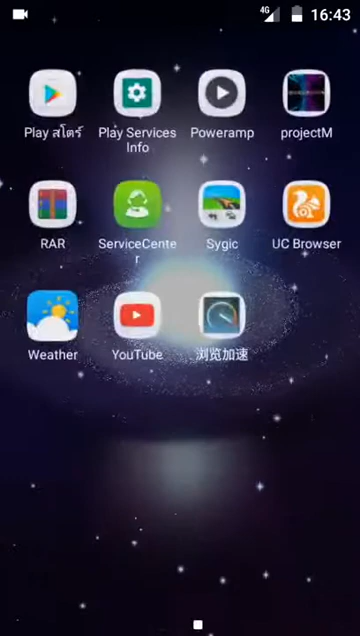 4G 16:43
Play สโตร์
Play Services
Info
Poweramp
projectM
RAR
ServiceCente
r
Sygic
UC Browser
Weather
YouTube
浏览加速